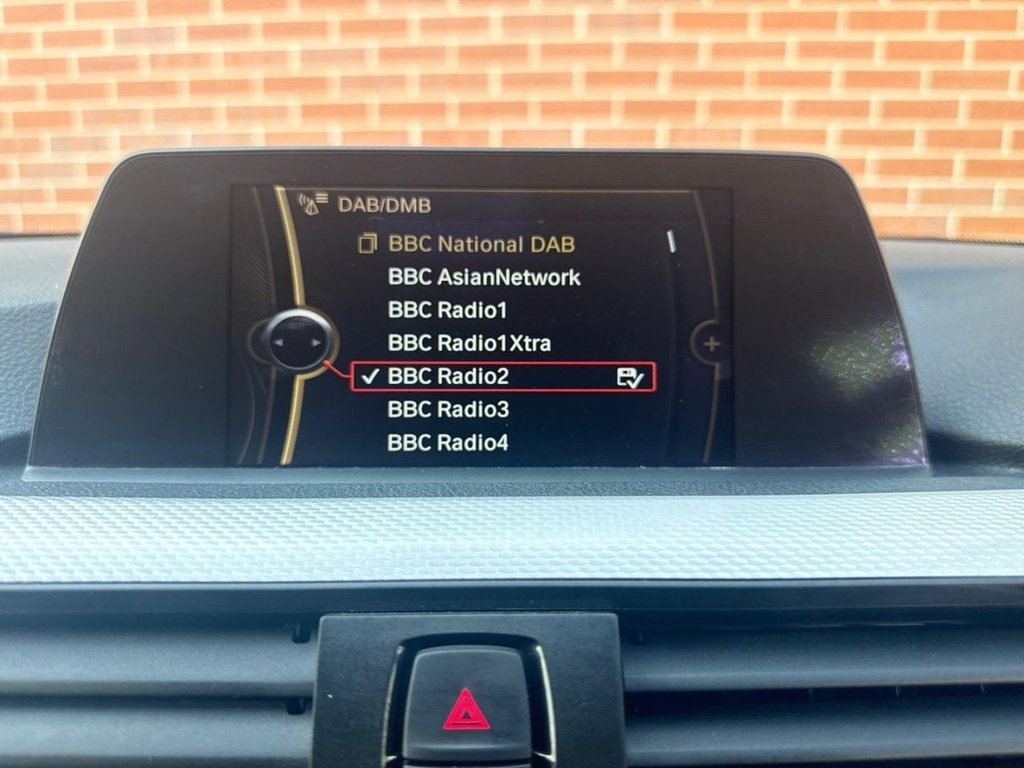 DAB/DMB
BBC National DAB
BBC AsianNetwork
BBC Radio1
BBC Radio1Xtra
BBC Radio2
BBC Radio3
BBC Radio4